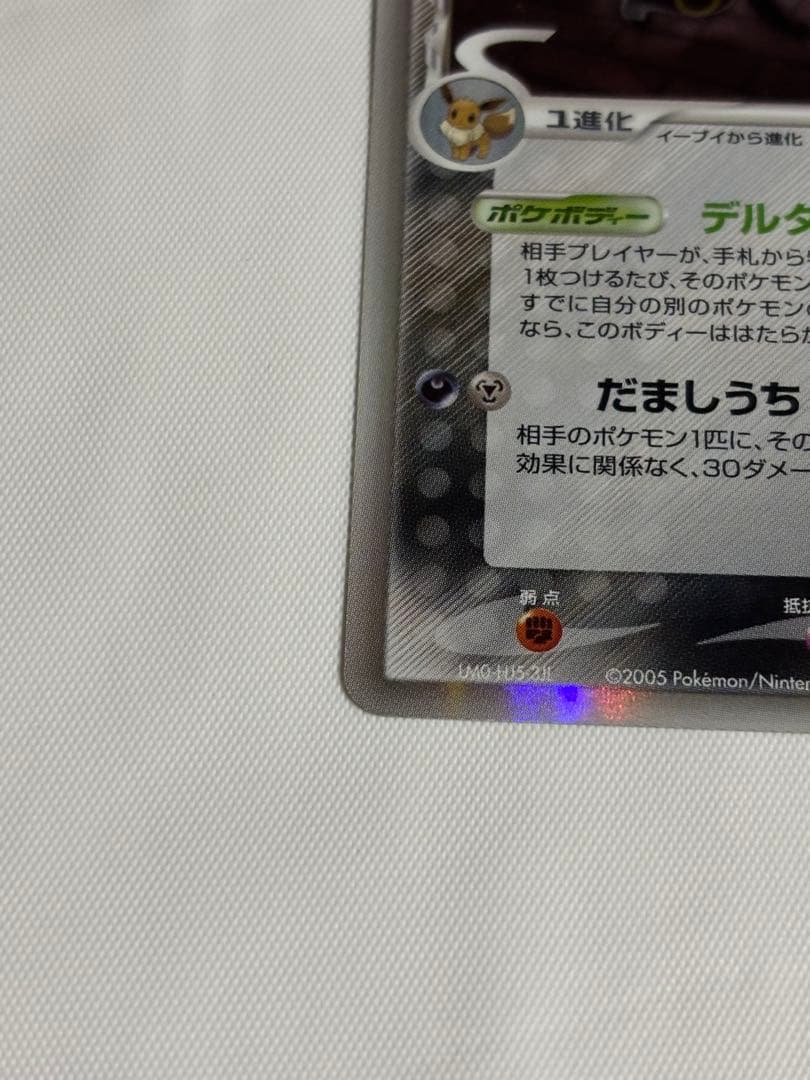 1進化
イーブイから進化
ポケボディー デルタ
相手プレイヤーが、手札から
1枚つけるたび、そのポケモン
すでに自分の別のポケモンの
なら、このボディーははたらか
だましうち
相手のポケモン1匹に、その
効果に関係なく、30ダメー
弱点
抵抗
©2005 Pokémon/Ninten